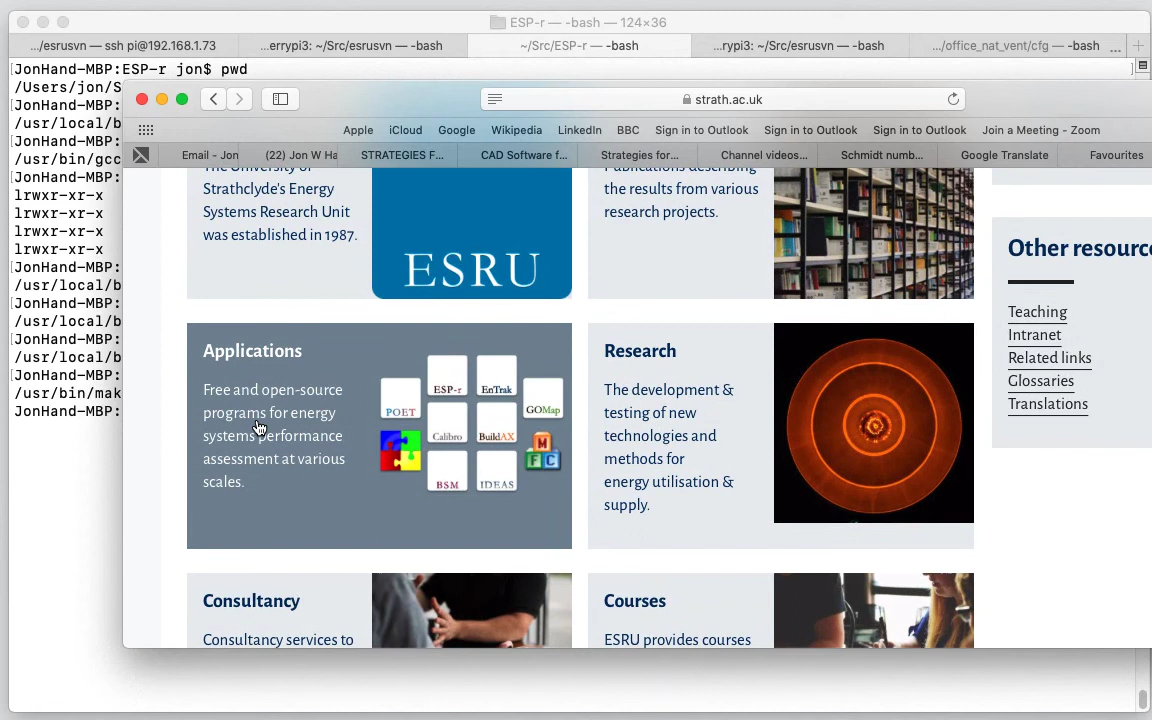 ESP-r — -bash — 124×36
.../esrusvn — ssh pi@192.168.1.73
...errypi3: ~/Src/esrusvn — -bash
~/Src/ESP-r — -bash
...rrypi3: ~/Src/esrusvn — -bash
.../office_nat_vent/cfg — -bash
...
[JonHand-MBP:ESP-r jon$ pwd
/Users/jon/S
[JonHand-MBP:
/usr/local/b
[JonHand-MBP:
/usr/bin/gcc
[JonHand-MBP:
lrwxr-xr-x
lrwxr-xr-x
lrwxr-xr-x
lrwxr-xr-x
[JonHand-MBP:
/usr/local/b
[JonHand-MBP:
/usr/local/b
[JonHand-MBP:
/usr/local/b
[JonHand-MBP:
/usr/bin/mak
JonHand-MBP:
strath.ac.uk
Apple iCloud Google Wikipedia LinkedIn BBC Sign in to Outlook Sign in to Outlook Sign in to Outlook Join a Meeting - Zoom
Email - Jon
(22) Jon W Ha
STRATEGIES F...
CAD Software f...
Strategies for...
Channel videos...
Schmidt numb...
Google Translate
Favourites
The University of
Strathclyde's Energy
Systems Research Unit
was established in 1987.
ESRU
Publications describing
the results from various
research projects.
Applications
Free and open-source
programs for energy
systems performance
assessment at various
scales.
ESP-r
EnTrak
POET
GOMap
Calibro
BuildAX
M
F C
BSM
IDEAS
Research
The development &
testing of new
technologies and
methods for
energy utilisation &
supply.
Consultancy
Consultancy services to
Courses
ESRU provides courses
Other resource
Teaching
Intranet
Related links
Glossaries
Translations